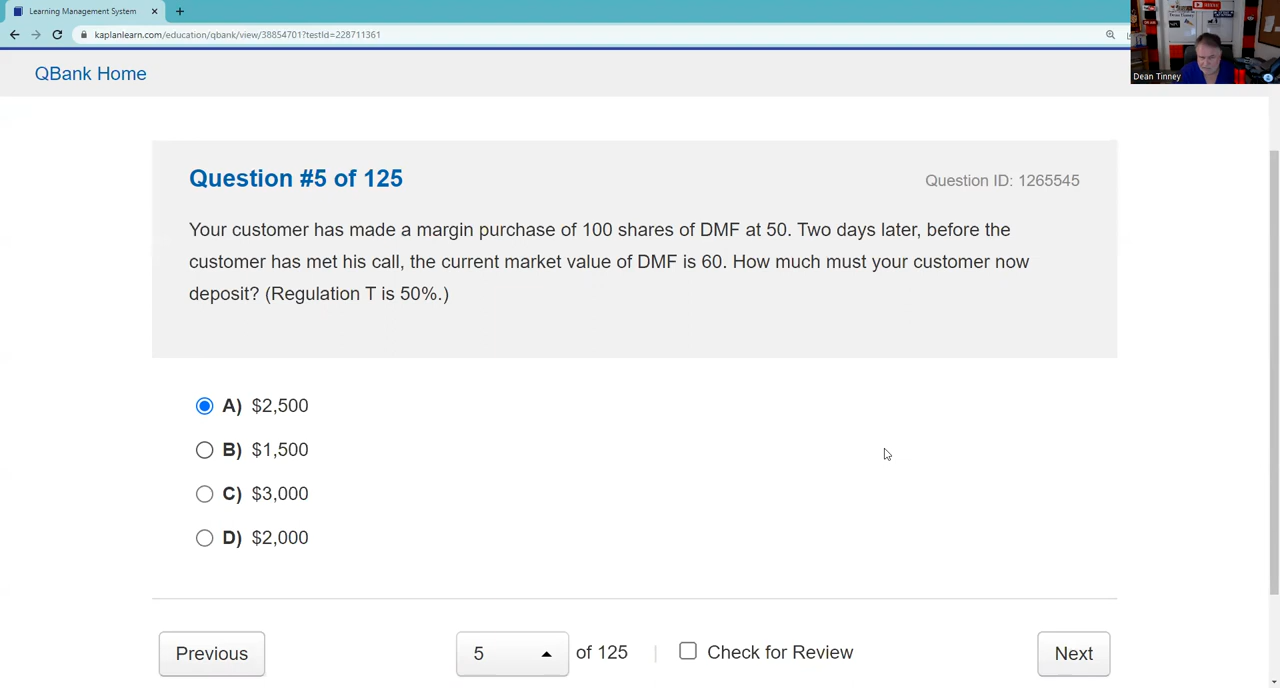 Learning Management System
kaplanlearn.com/education/qbank/view/38854701?testId=228711361
Dean Tinney
QBank Home
Question #5 of 125
Question ID: 1265545
Your customer has made a margin purchase of 100 shares of DMF at 50. Two days later, before the
customer has met his call, the current market value of DMF is 60. How much must your customer now
deposit? (Regulation T is 50%.)
A) $2,500
B) $1,500
C) $3,000
D) $2,000
Previous
5
of 125
Check for Review
Next